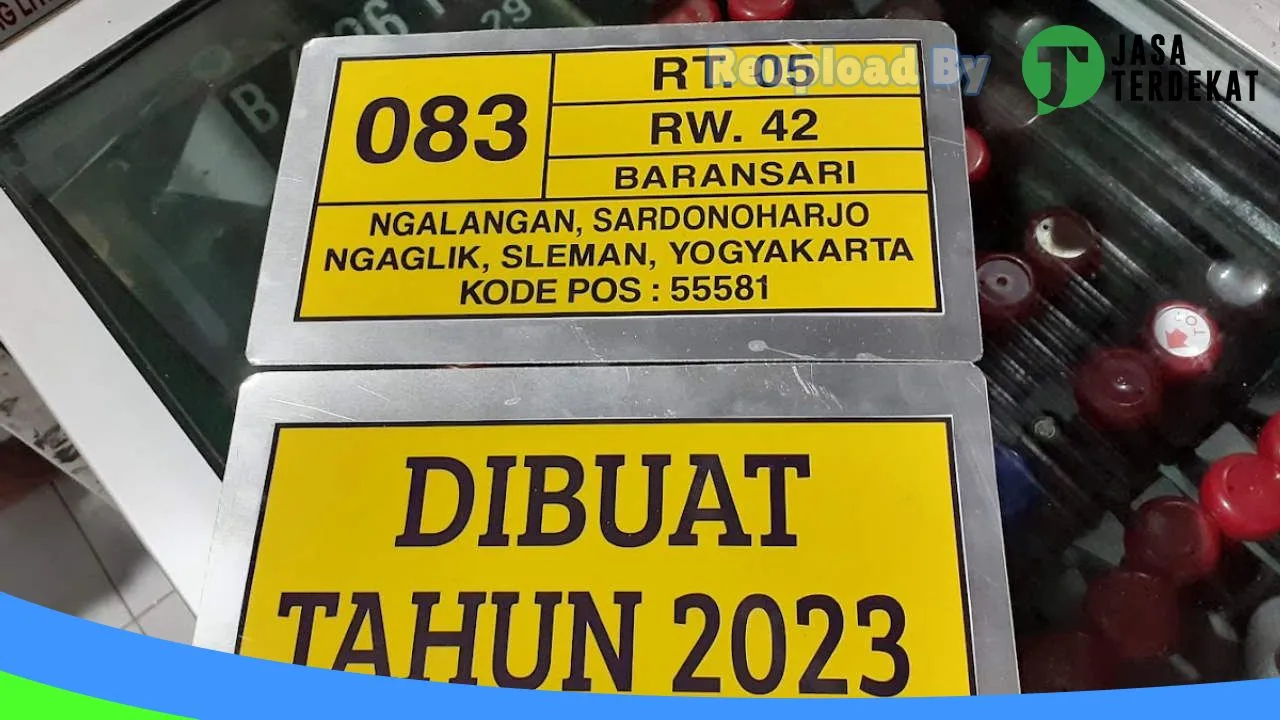 Reupload By
JASA
TERDEKAT
083
RT. 05
RW. 42
BARANSARI
NGALANGAN, SARDONOHARJO
NGAGLIK, SLEMAN, YOGYAKARTA
KODE POS : 55581
DIBUAT
TAHUN 2023
29